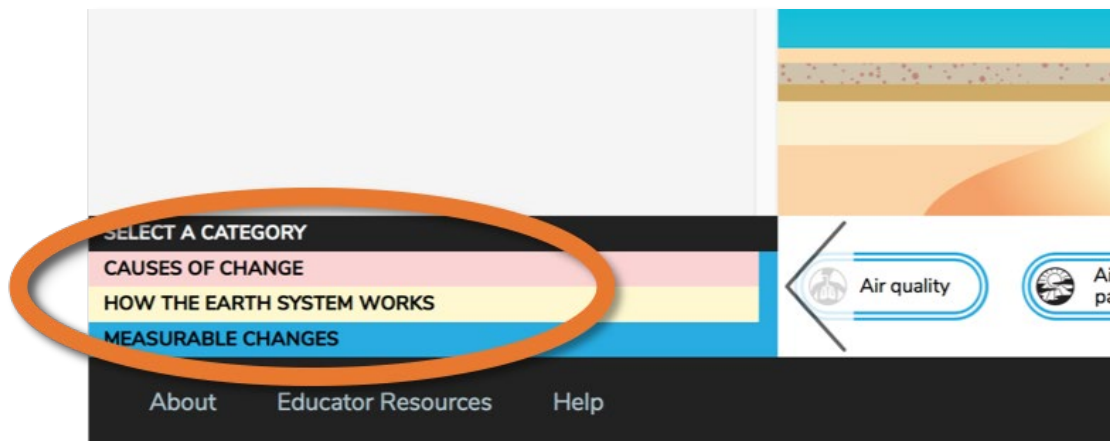 SELECT A CATEGORY
CAUSES OF CHANGE
HOW THE EARTH SYSTEM WORKS
MEASURABLE CHANGES
Air quality
About Educator Resources Help